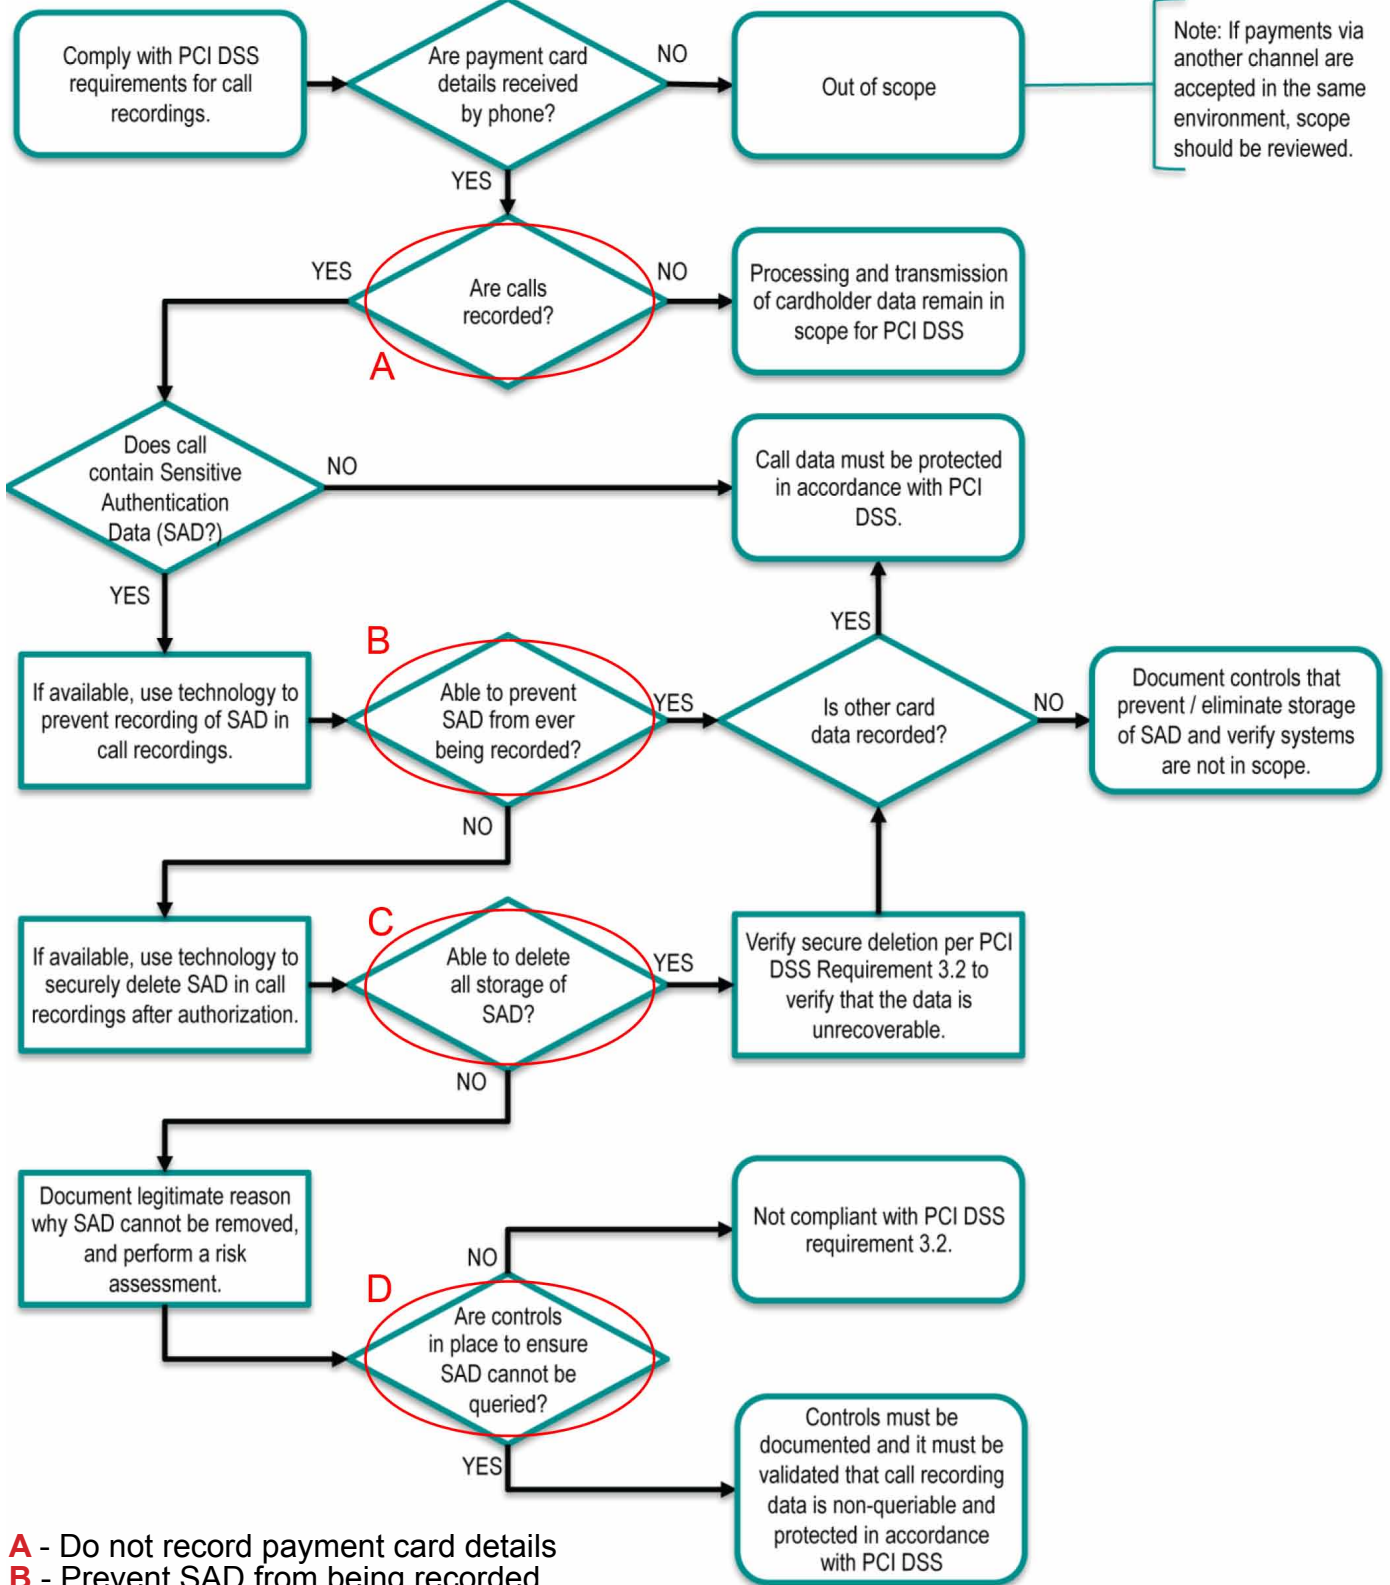 Comply with PCI DSS
requirements for call
recordings.
Are payment card
details received
by phone?
NO
Out of scope
Note: If payments via
another channel are
accepted in the same
environment, scope
should be reviewed.
YES
YES
Are calls
recorded?
NO
Processing and transmission
of cardholder data remain in
scope for PCI DSS
A
Does call
contain Sensitive
Authentication
Data (SAD?)
NO
Call data must be protected
in accordance with PCI
DSS.
YES
YES
If available, use technology to
prevent recording of SAD in
call recordings.
B
Able to prevent
SAD from ever
being recorded?
YES
Is other card
data recorded?
NO
Document controls that
prevent / eliminate storage
of SAD and verify systems
are not in scope.
NO
If available, use technology to
securely delete SAD in call
recordings after authorization.
C
Able to delete
all storage of
SAD?
YES
Verify secure deletion per PCI
DSS Requirement 3.2 to
verify that the data is
unrecoverable.
NO
Document legitimate reason
why SAD cannot be removed,
and perform a risk
assessment.
NO
Not compliant with PCI DSS
requirement 3.2.
D
Are controls
in place to ensure
SAD cannot be
queried?
YES
Controls must be
documented and it must be
validated that call recording
data is non-queriable and
protected in accordance
with PCI DSS
A - Do not record payment card details
B - Prevent SAD from being recorded